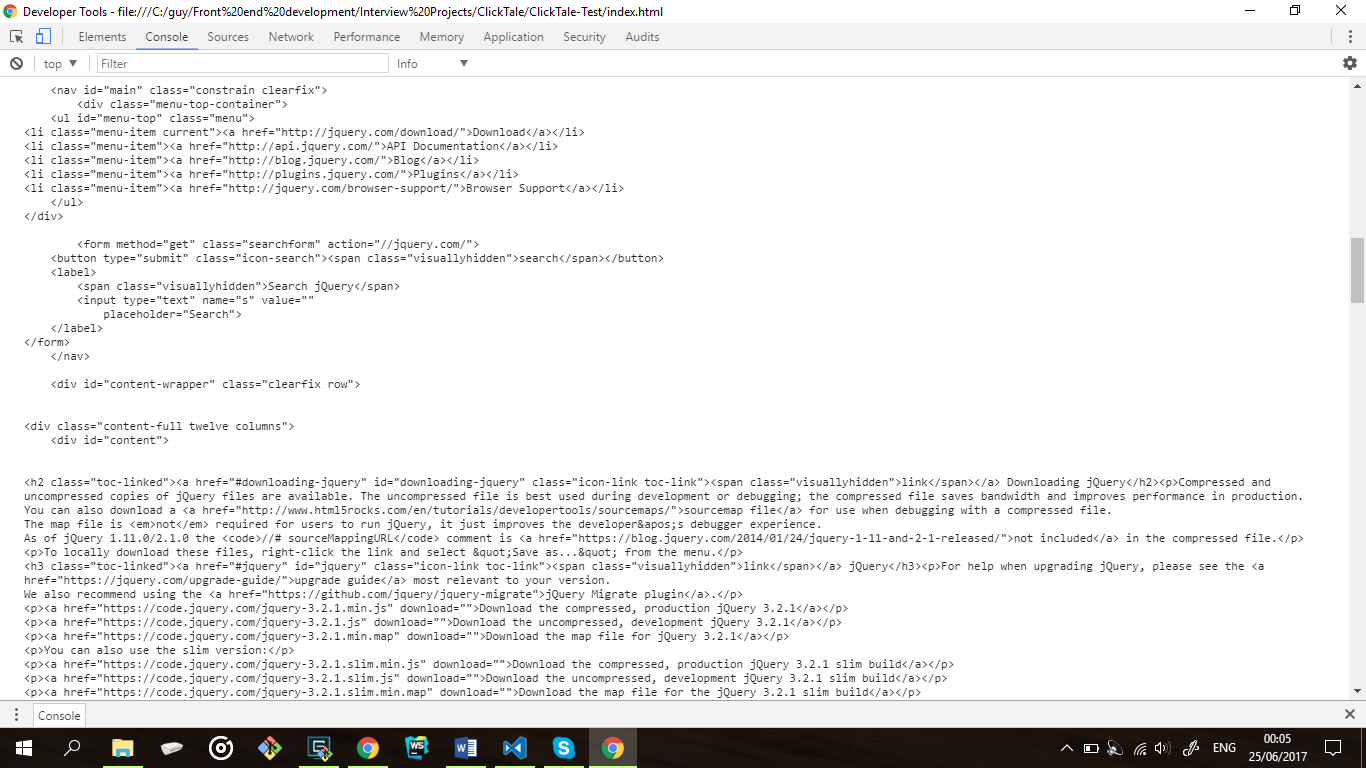 Developer Tools - file:///C:/guy/Front%20end%20development/Interview%20Projects/ClickTale/ClickTale-Test/index.html
Elements Console Sources Network Performance Memory Application Security Audits
top Filter Info
<nav id="main" class="constrain clearfix">
<div class="menu-top-container">
<ul id="menu-top" class="menu">
<li class="menu-item current"><a href="http://jquery.com/download/">Download</a></li>
<li class="menu-item"><a href="http://api.jquery.com/">API Documentation</a></li>
<li class="menu-item"><a href="http://blog.jquery.com/">Blog</a></li>
<li class="menu-item"><a href="http://plugins.jquery.com/">Plugins</a></li>
<li class="menu-item"><a href="http://jquery.com/browser-support/">Browser Support</a></li>
</ul>
</div>
<form method="get" class="searchform" action="//jquery.com/">
<button type="submit" class="icon-search"><span class="visuallyhidden">search</span></button>
<label>
<span class="visuallyhidden">Search jQuery</span>
<input type="text" name="s" value=""
placeholder="Search">
</label>
</form>
</nav>
<div id="content-wrapper" class="clearfix row">
<div class="content-full twelve columns">
<div id="content">
<h2 class="toc-linked"><a href="#downloading-jquery" id="downloading-jquery" class="icon-link toc-link"><span class="visuallyhidden">link</span></a> Downloading jQuery</h2><p>Compressed and
uncompressed copies of jQuery files are available. The uncompressed file is best used during development or debugging; the compressed file saves bandwidth and improves performance in production.
You can also download a <a href="http://www.html5rocks.com/en/tutorials/developertools/sourcemaps/">sourcemap file</a> for use when debugging with a compressed file.
The map file is <em>not</em> required for users to run jQuery, it just improves the developer&apos;s debugger experience.
As of jQuery 1.11.0/2.1.0 the <code>//# sourceMappingURL</code> comment is <a href="https://blog.jquery.com/2014/01/24/jquery-1-11-and-2-1-released/">not included</a> in the compressed file.</p>
<p>To locally download these files, right-click the link and select &quot;Save as...&quot; from the menu.</p>
<h3 class="toc-linked"><a href="#jquery" id="jquery" class="icon-link toc-link"><span class="visuallyhidden">link</span></a> jQuery</h3><p>For help when upgrading jQuery, please see the <a
href="https://jquery.com/upgrade-guide/">upgrade guide</a> most relevant to your version.
We also recommend using the <a href="https://github.com/jquery/jquery-migrate">jQuery Migrate plugin</a>.</p>
<p><a href="https://code.jquery.com/jquery-3.2.1.min.js" download="">Download the compressed, production jQuery 3.2.1</a></p>
<p><a href="https://code.jquery.com/jquery-3.2.1.js" download="">Download the uncompressed, development jQuery 3.2.1</a></p>
<p><a href="https://code.jquery.com/jquery-3.2.1.min.map" download="">Download the map file for jQuery 3.2.1</a></p>
<p>You can also use the slim version:</p>
<p><a href="https://code.jquery.com/jquery-3.2.1.slim.min.js" download="">Download the compressed, production jQuery 3.2.1 slim build</a></p>
<p><a href="https://code.jquery.com/jquery-3.2.1.slim.js" download="">Download the uncompressed, development jQuery 3.2.1 slim build</a></p>
<p><a href="https://code.jquery.com/jquery-3.2.1.slim.min.map" download="">Download the map file for the jQuery 3.2.1 slim build</a></p>
Console
WS
ENG
00:05
25/06/2017